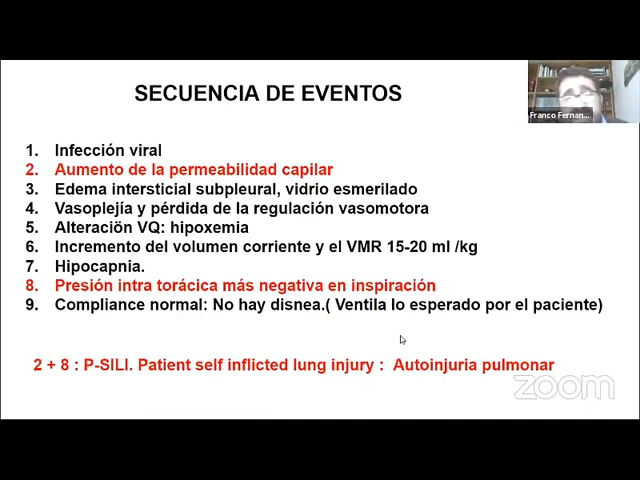 SECUENCIA DE EVENTOS
Franco Fernan...
1. Infección viral
2. Aumento de la permeabilidad capilar
3. Edema intersticial subpleural, vidrio esmerilado
4. Vasoplejía y pérdida de la regulación vasomotora
5. Alteraciön VQ: hipoxemia
6. Incremento del volumen corriente y el VMR 15-20 ml /kg
7. Hipocapnia.
8. Presión intra torácica más negativa en inspiración
9. Compliance normal: No hay disnea.( Ventila lo esperado por el paciente)
2 + 8 : P-SILI. Patient self inflicted lung injury : Autoinjuria pulmonar
zoom